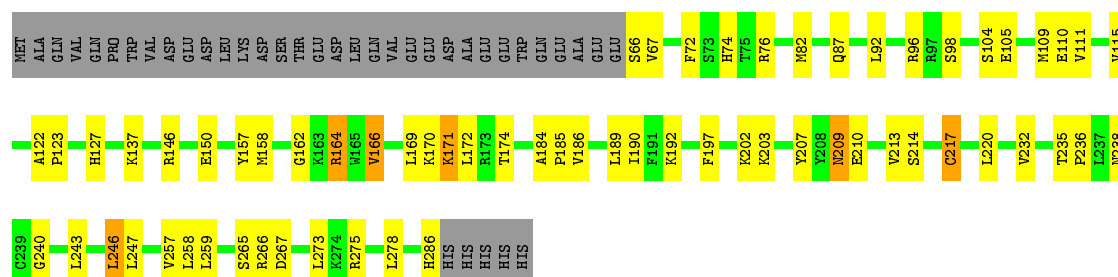 MET ALA GLN VAL VAL GLN PRO TRP VAL ASP GLU ASP LEU LYS ASP SER THR GLU ASP LEU GLN VAL GLU GLU ASP ALA GLU GLU TRP GLN GLU ALA GLU GLU S66 V67 F72 S73 H74 T75 R76 M82 Q87 L92 R96 R97 S98 S104 E105 M109 E110 V111
A122 P123 H127 K137 R146 E150 Y157 M158 G162 K163 R164 W165 V166 L169 K170 K171 L172 R173 T174 A184 P185 V186 L189 I190 F191 K192 F197 K202 K203 Y207 Y208 N209 E210 V213 S214 C217 L220 V232 T235 P236 L237 N238
C239 G240 L243 L246 L247 V257 L258 L259 S265 R266 D267 L273 K274 R275 L278 H286 HIS HIS HIS HIS HIS